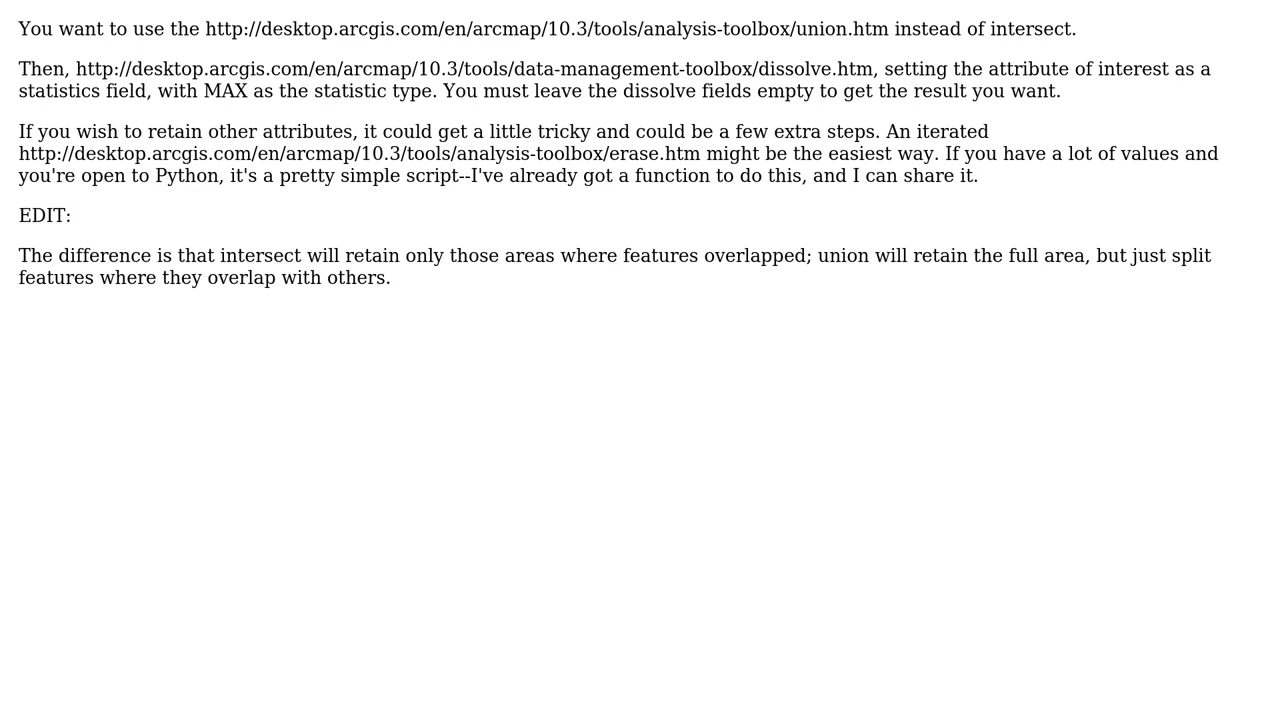 You want to use the http://desktop.arcgis.com/en/arcmap/10.3/tools/analysis-toolbox/union.htm instead of intersect.
Then, http://desktop.arcgis.com/en/arcmap/10.3/tools/data-management-toolbox/dissolve.htm, setting the attribute of interest as a
statistics field, with MAX as the statistic type. You must leave the dissolve fields empty to get the result you want.
If you wish to retain other attributes, it could get a little tricky and could be a few extra steps. An iterated
http://desktop.arcgis.com/en/arcmap/10.3/tools/analysis-toolbox/erase.htm might be the easiest way. If you have a lot of values and
you're open to Python, it's a pretty simple script--I've already got a function to do this, and I can share it.
EDIT:
The difference is that intersect will retain only those areas where features overlapped; union will retain the full area, but just split
features where they overlap with others.